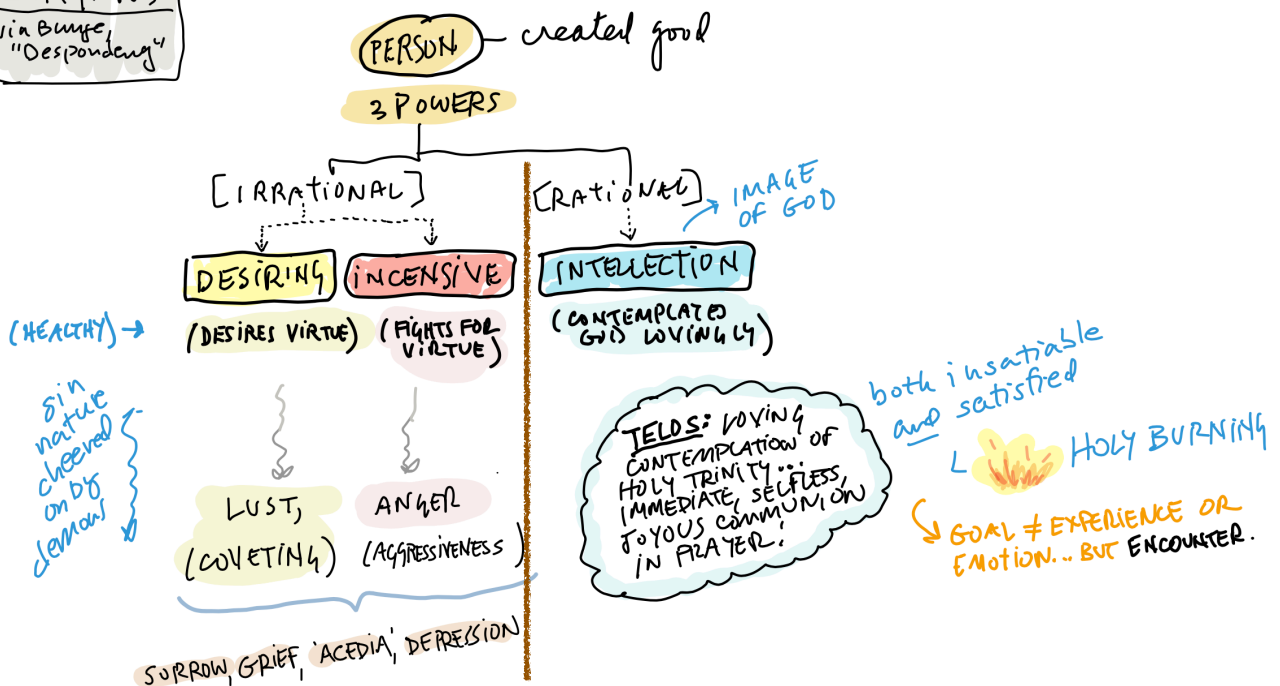 via Bunge,
"Despondency"
PERSON – created good
3 POWERS
[IRRATIONAL]
[RATIONAL]
IMAGE
OF GOD
DESIRING
INCENSIVE
INTELLECTION
(HEALTHY) →
(DESIRES VIRTUE)
(FIGHTS FOR
VIRTUE)
(CONTEMPLATES
GOD LOVINGLY)
sin
nature
cheered
on by
demons
LUST,
(COVETING)
ANGER
(AGGRESSIVENESS)
SORROW, GRIEF, 'ACEDIA', DEPRESSION
TELOS: LOVING
CONTEMPLATION OF
HOLY TRINITY...
IMMEDIATE, SELFLESS,
JOYOUS COMMUNION
IN PRAYER!
both insatiable
and satisfied
HOLY BURNING
GOAL ≠ EXPERIENCE OR
EMOTION... BUT ENCOUNTER.